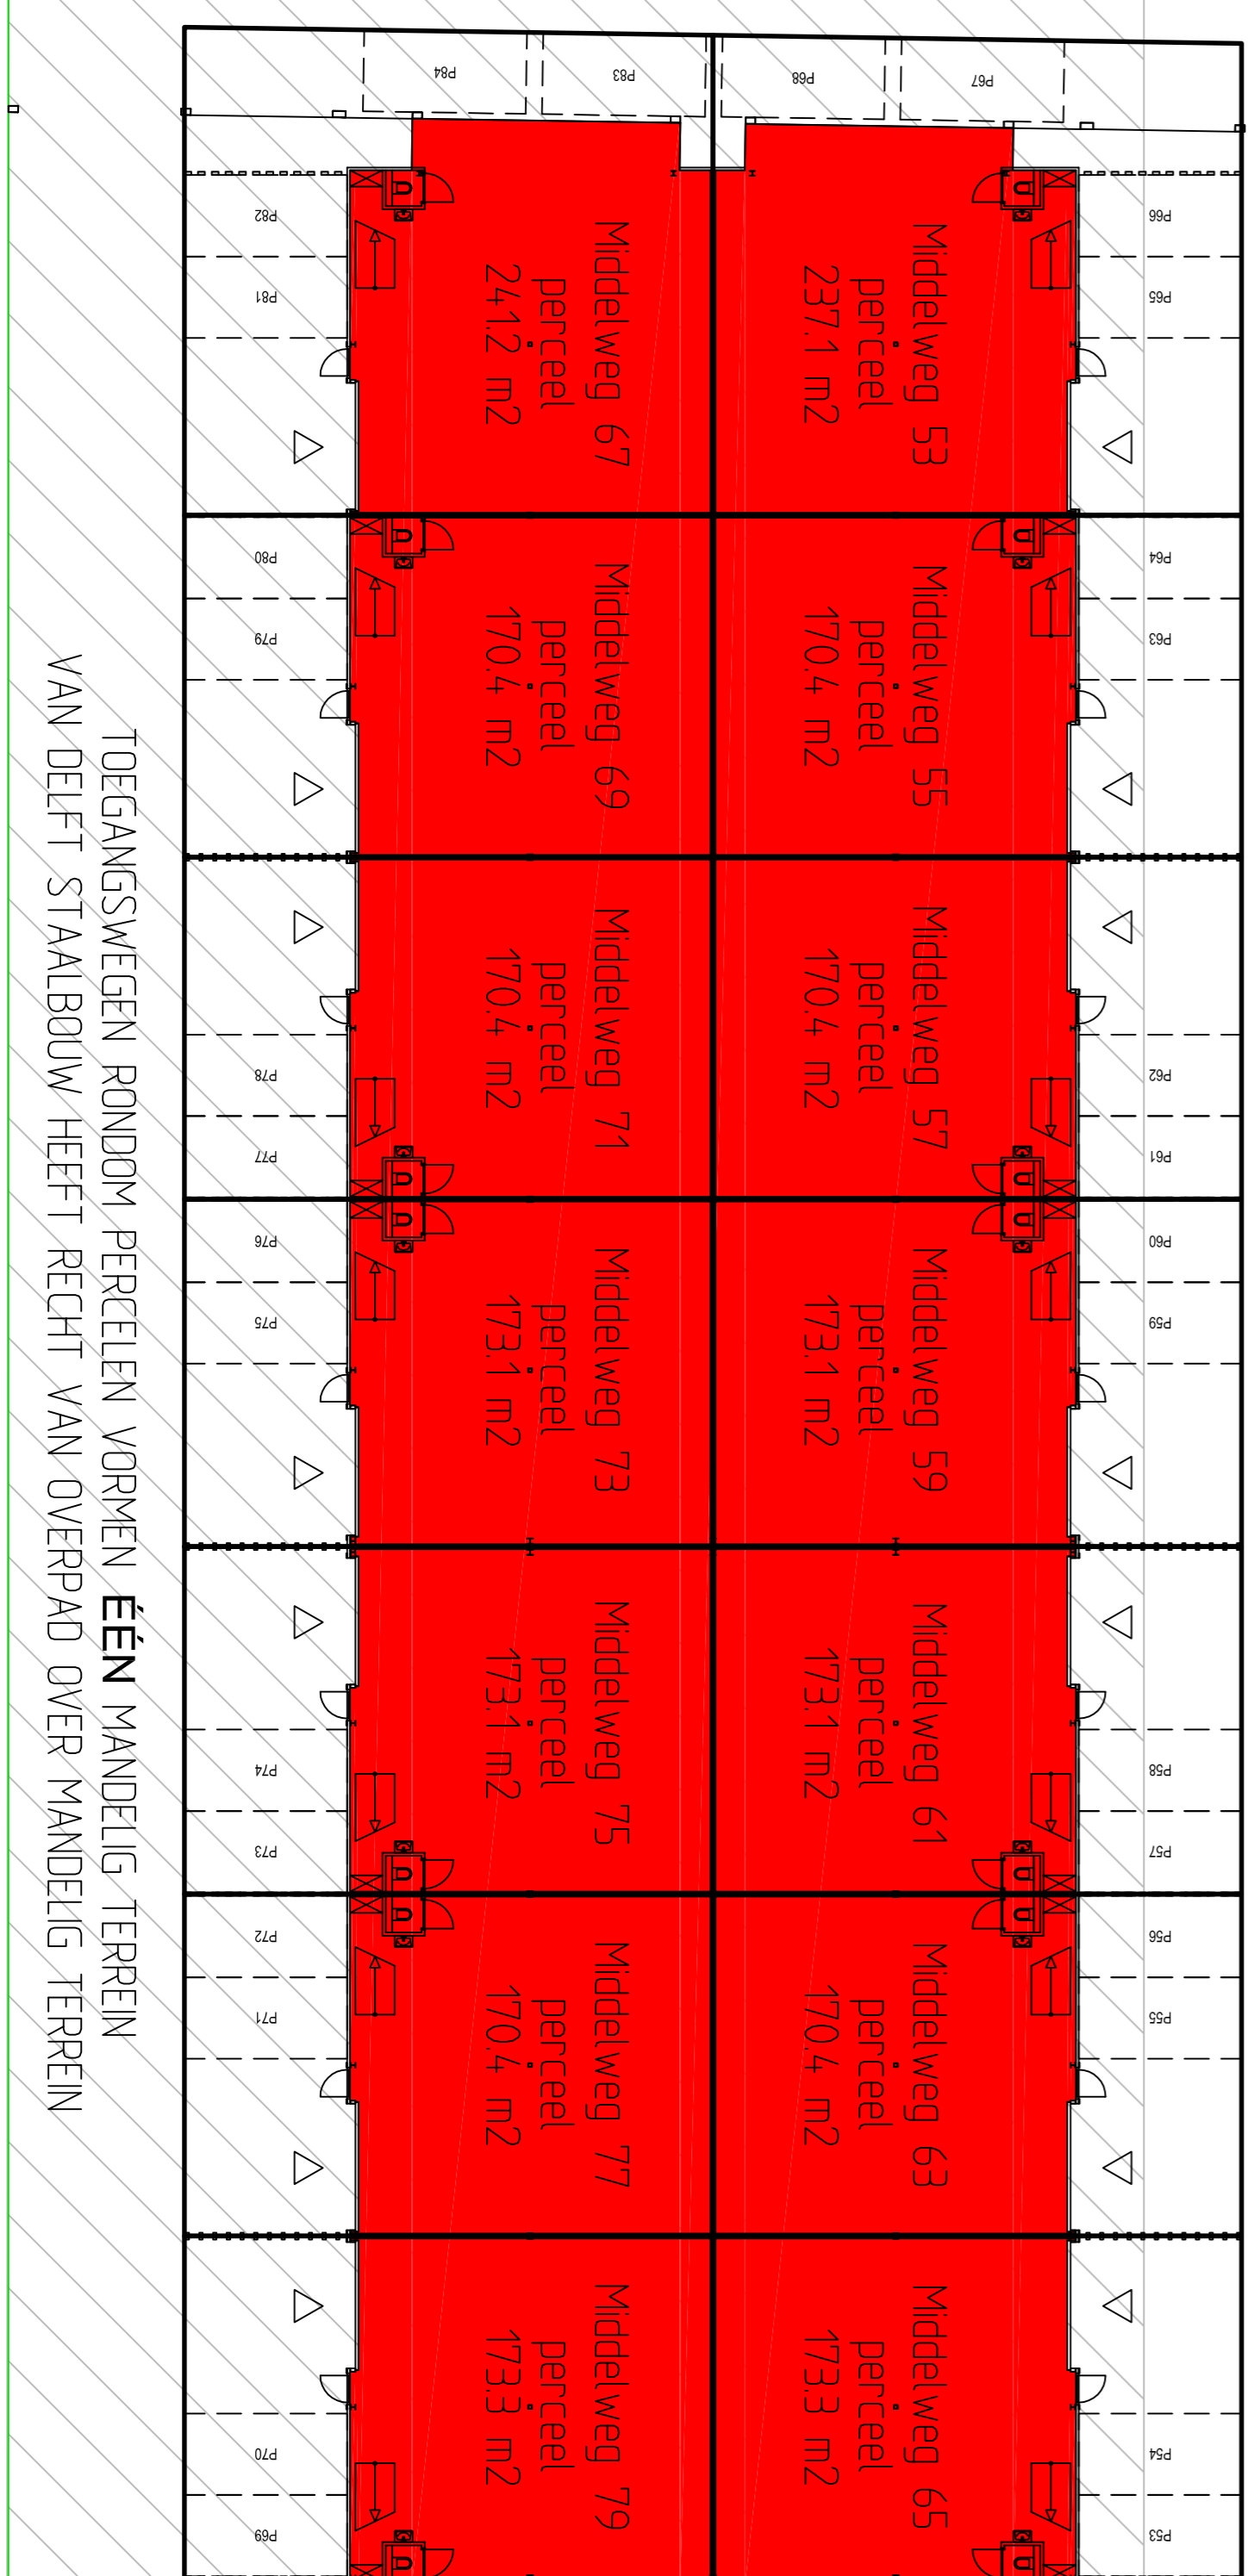 P84
P83
P68
P67
P82
P81
P80
P79
P78
P77
P76
P75
P74
P73
P72
P71
P70
P69
P66
P65
P64
P63
P62
P61
P60
P59
P58
P57
P56
P55
P54
P53
Middelweg 67
perceel
241.2 m2
Middelweg 53
perceel
237.1 m2
Middelweg 69
perceel
170.4 m2
Middelweg 55
perceel
170.4 m2
Middelweg 71
perceel
170.4 m2
Middelweg 57
perceel
170.4 m2
Middelweg 73
perceel
173.1 m2
Middelweg 59
perceel
173.1 m2
Middelweg 75
perceel
173.1 m2
Middelweg 61
perceel
173.1 m2
Middelweg 77
perceel
170.4 m2
Middelweg 63
perceel
170.4 m2
Middelweg 79
perceel
173.3 m2
Middelweg 65
perceel
173.3 m2
TOEGANGSWEGEN RONDOM PERCELEN VORMEN ÉÉN MANDELIG TERREIN
VAN DELFT STAALBOUW HEEFT RECHT VAN OVERPAD OVER MANDELIG TERREIN